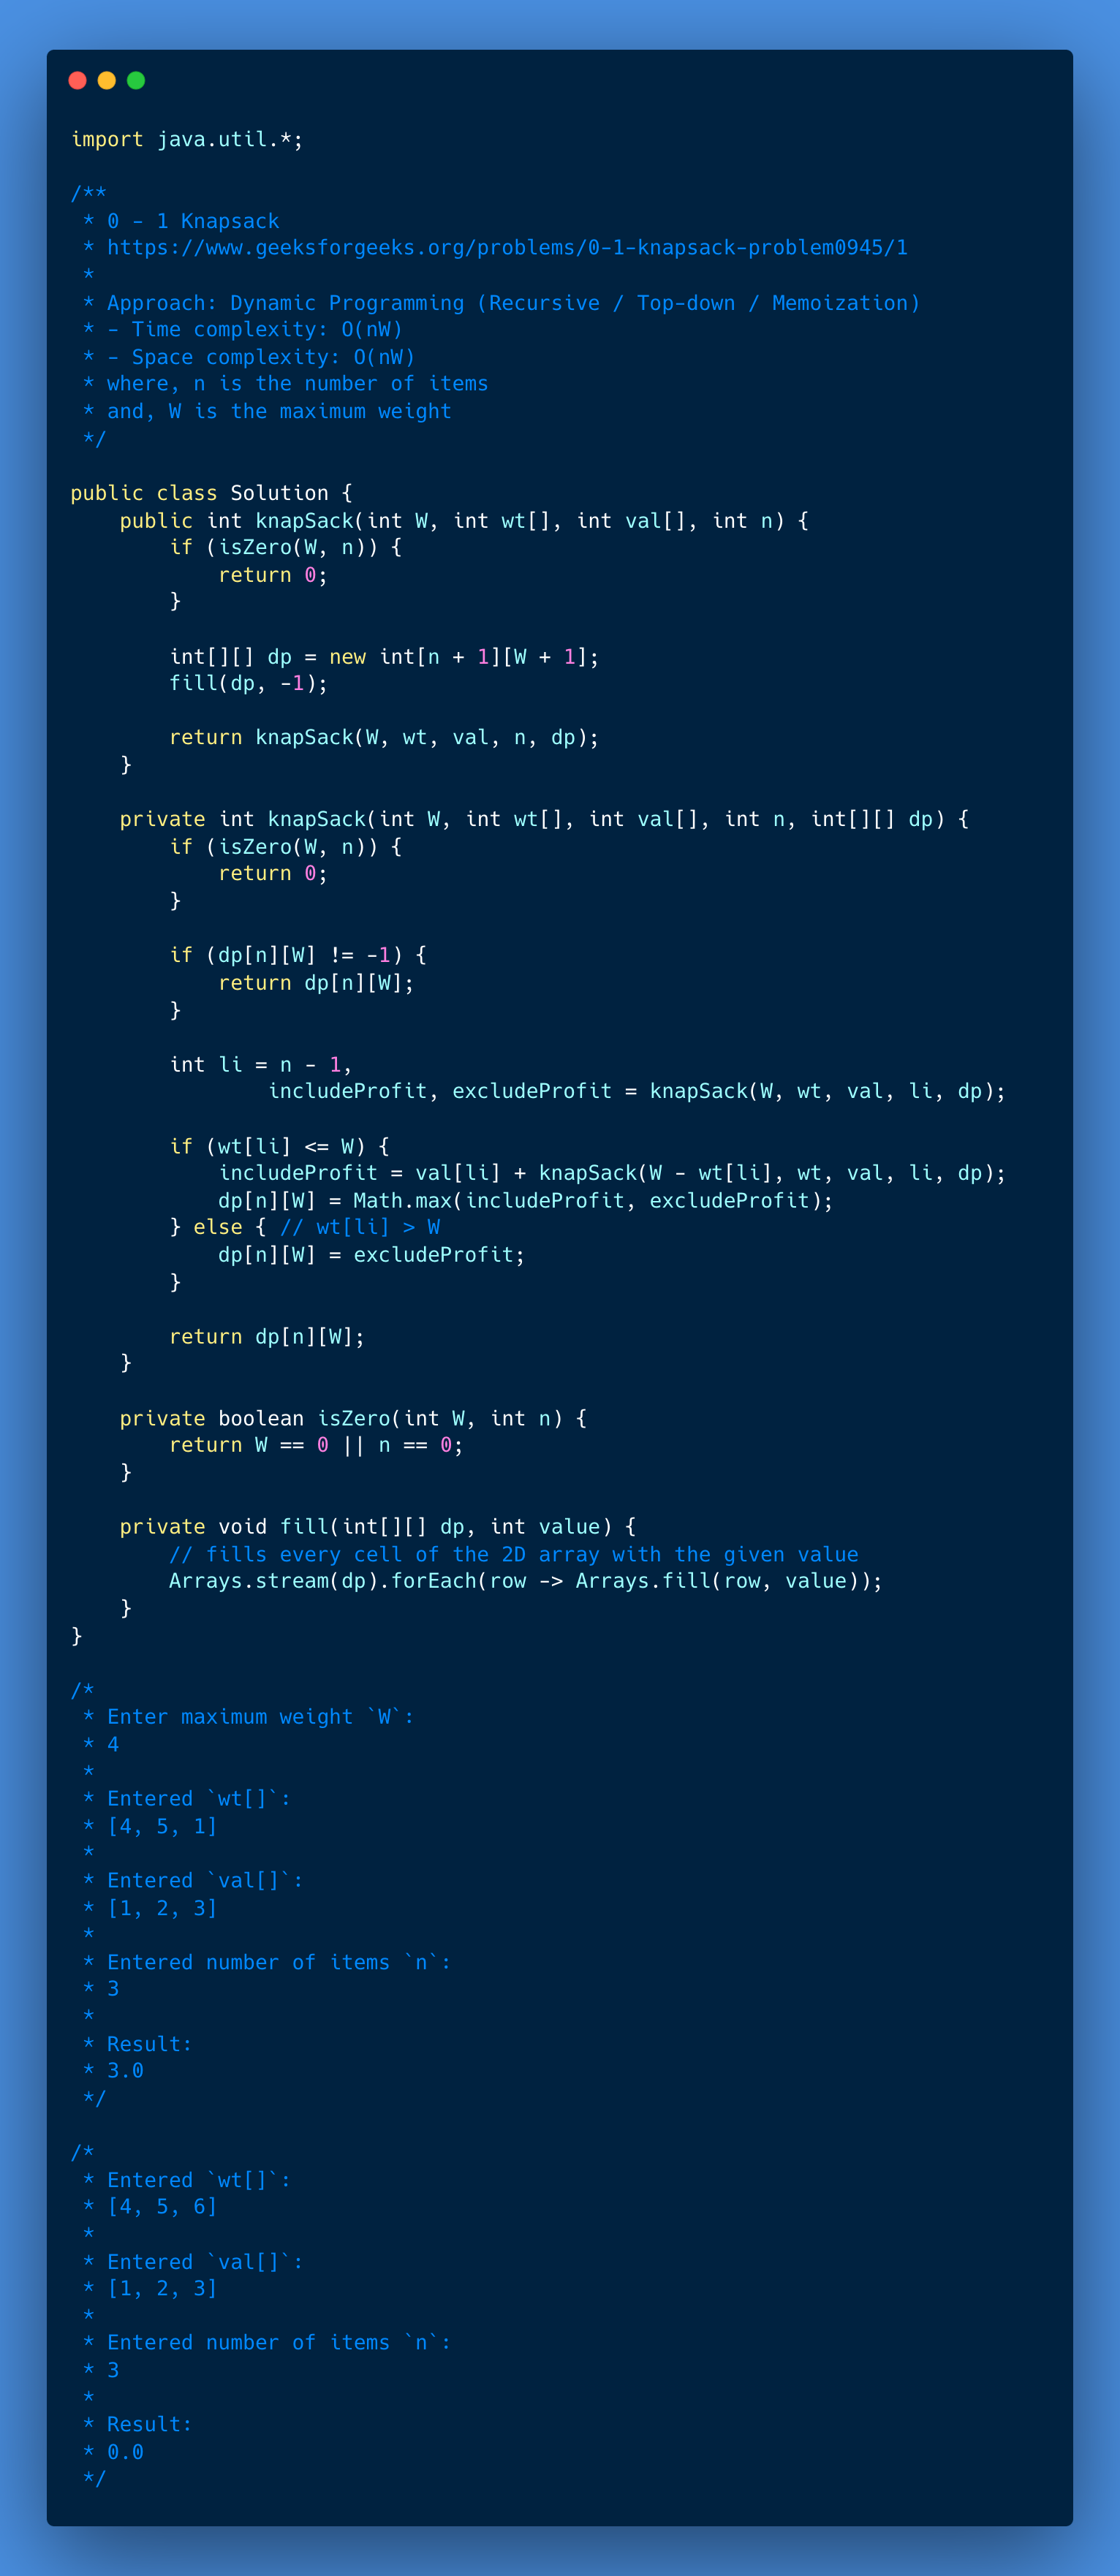 import java.util.*;

/**
 * 0 - 1 Knapsack
 * https://www.geeksforgeeks.org/problems/0-1-knapsack-problem0945/1
 *
 * Approach: Dynamic Programming (Recursive / Top-down / Memoization)
 * - Time complexity: O(nW)
 * - Space complexity: O(nW)
 * where, n is the number of items
 * and, W is the maximum weight
 */

public class Solution {
    public int knapSack(int W, int wt[], int val[], int n) {
        if (isZero(W, n)) {
            return 0;
        }

        int[][] dp = new int[n + 1][W + 1];
        fill(dp, -1);

        return knapSack(W, wt, val, n, dp);
    }

    private int knapSack(int W, int wt[], int val[], int n, int[][] dp) {
        if (isZero(W, n)) {
            return 0;
        }

        if (dp[n][W] != -1) {
            return dp[n][W];
        }

        int li = n - 1,
                includeProfit, excludeProfit = knapSack(W, wt, val, li, dp);

        if (wt[li] <= W) {
            includeProfit = val[li] + knapSack(W - wt[li], wt, val, li, dp);
            dp[n][W] = Math.max(includeProfit, excludeProfit);
        } else { // wt[li] > W
            dp[n][W] = excludeProfit;
        }

        return dp[n][W];
    }

    private boolean isZero(int W, int n) {
        return W == 0 || n == 0;
    }

    private void fill(int[][] dp, int value) {
        // fills every cell of the 2D array with the given value
        Arrays.stream(dp).forEach(row -> Arrays.fill(row, value));
    }
}

/*
 * Enter maximum weight `W`:
 * 4
 *
 * Entered `wt[]`:
 * [4, 5, 1]
 *
 * Entered `val[]`:
 * [1, 2, 3]
 *
 * Entered number of items `n`:
 * 3
 *
 * Result:
 * 3.0
 */

/*
 * Entered `wt[]`:
 * [4, 5, 6]
 *
 * Entered `val[]`:
 * [1, 2, 3]
 *
 * Entered number of items `n`:
 * 3
 *
 * Result:
 * 0.0
 */